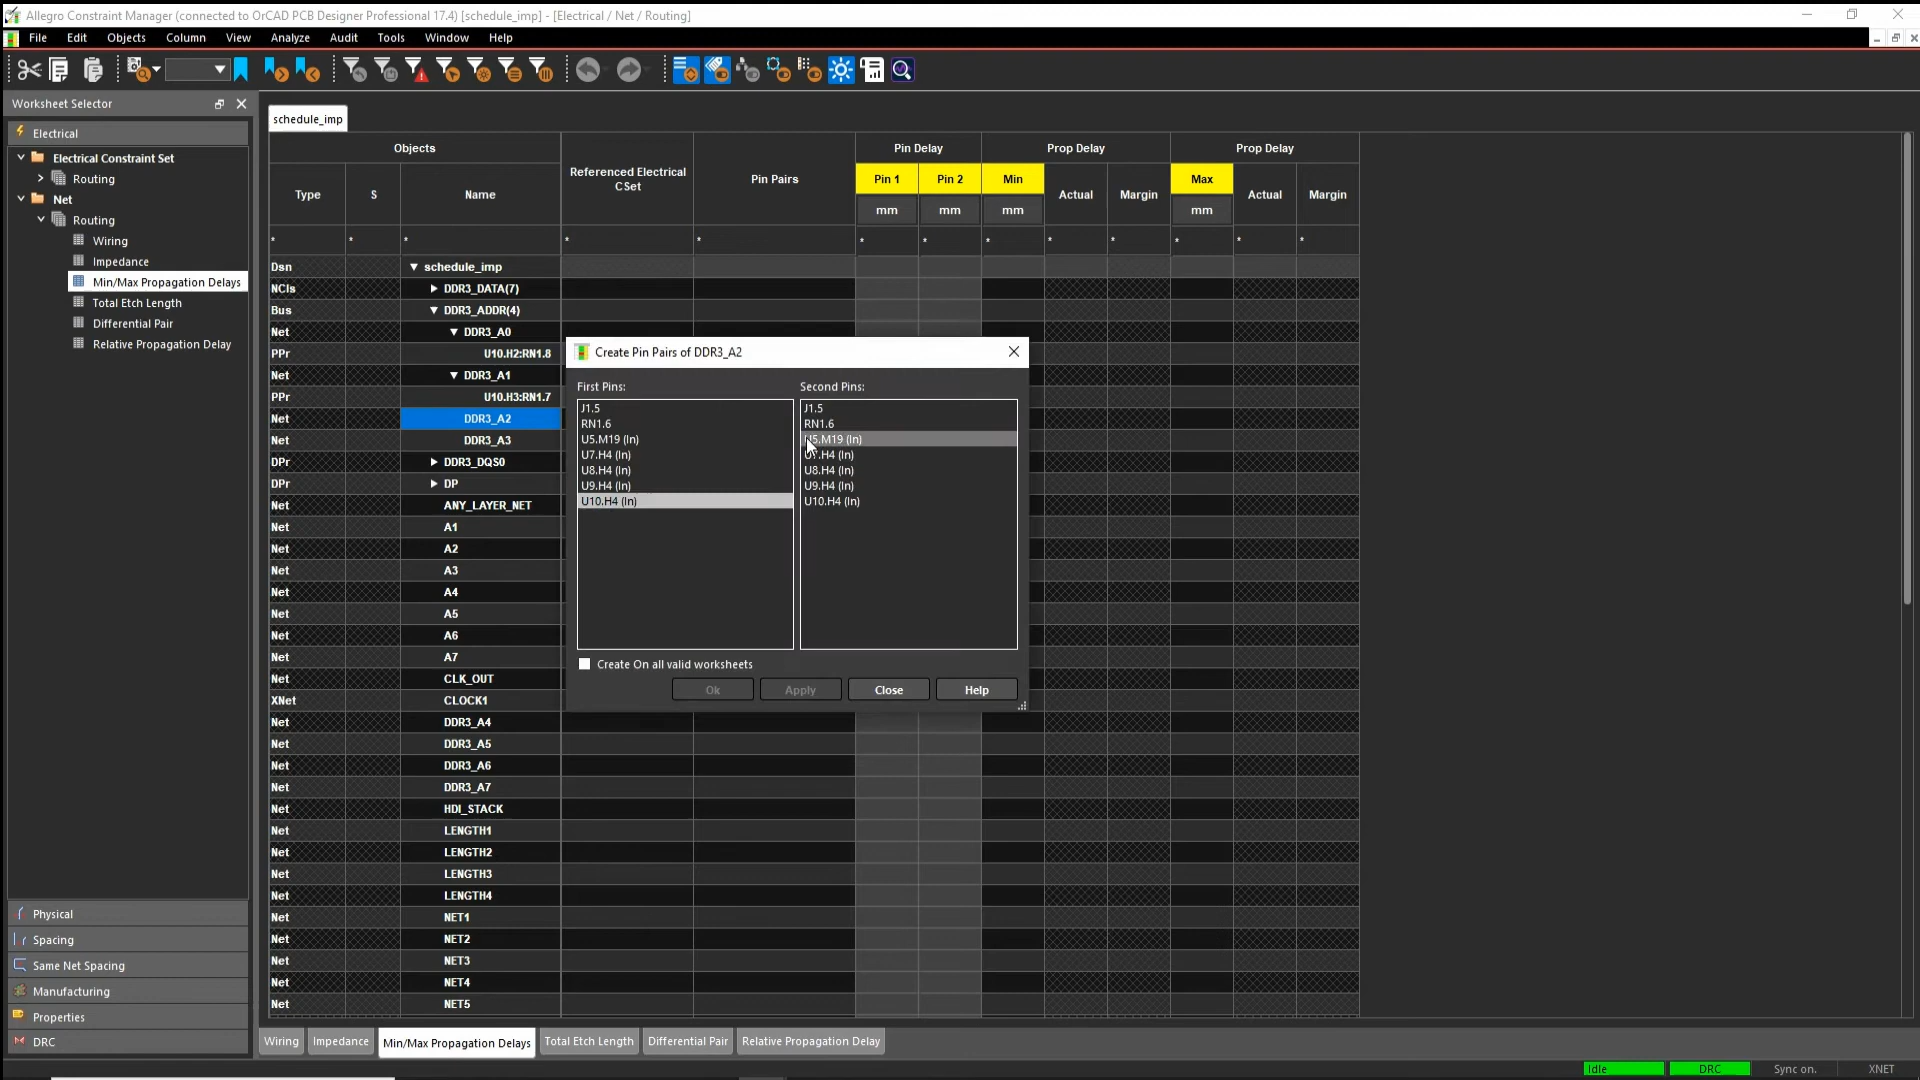 Allegro Constraint Manager (connected to OrCAD PCB Designer Professional 17.4) [schedule_imp] - [Electrical / Net / Routing]
File Edit Objects Column View Analyze Audit Tools Window Help
Worksheet Selector
Electrical
Electrical Constraint Set
Routing
Net
Routing
Wiring
Impedance
Min/Max Propagation Delays
Total Etch Length
Differential Pair
Relative Propagation Delay
Physical
Spacing
Same Net Spacing
Manufacturing
Properties
DRC
schedule_imp
Objects Referenced Electrical CSet Pin Pairs Pin Delay Prop Delay Prop Delay
Type S Name Pin 1 Pin 2 Min Actual Margin Max Actual Margin
mm mm mm mm
* * * * * * * * * * * * *
Dsn schedule_imp
NCls DDR3_DATA(7)
Bus DDR3_ADDR(4)
Net DDR3_A0
PPr U10.H2:RN1.8
Net DDR3_A1
PPr U10.H3:RN1.7
Net DDR3_A2
Net DDR3_A3
DPr DDR3_DQS0
DPr DP
Net ANY_LAYER_NET
Net A1
Net A2
Net A3
Net A4
Net A5
Net A6
Net A7
Net CLK_OUT
XNet CLOCK1
Net DDR3_A4
Net DDR3_A5
Net DDR3_A6
Net DDR3_A7
Net HDI_STACK
Net LENGTH1
Net LENGTH2
Net LENGTH3
Net LENGTH4
Net NET1
Net NET2
Net NET3
Net NET4
Net NET5
Create Pin Pairs of DDR3_A2
First Pins:
J1.5
RN1.6
U5.M19 (In)
U7.H4 (In)
U8.H4 (In)
U9.H4 (In)
U10.H4 (In)
Second Pins:
J1.5
RN1.6
U5.M19 (In)
U7.H4 (In)
U8.H4 (In)
U9.H4 (In)
U10.H4 (In)
Create On all valid worksheets
Ok Apply Close Help
Wiring Impedance Min/Max Propagation Delays Total Etch Length Differential Pair Relative Propagation Delay
Idle DRC Sync on. XNET